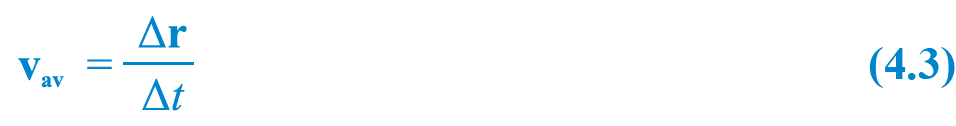 v_av = Δr / Δt (4.3)